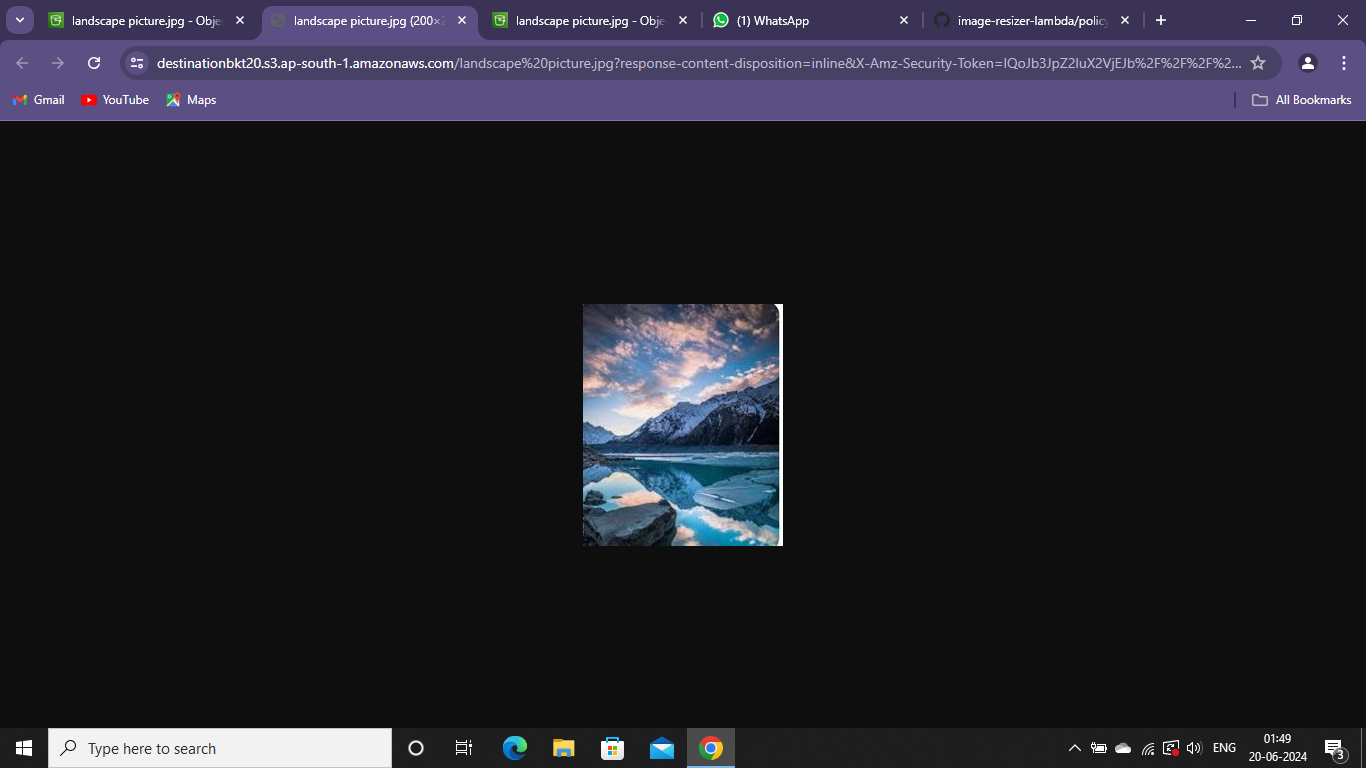 landscape picture.jpg - Obje
landscape picture.jpg (200×2
landscape picture.jpg - Obje
(1) WhatsApp
image-resizer-lambda/policy
destinationbkt20.s3.ap-south-1.amazonaws.com/landscape%20picture.jpg?response-content-disposition=inline&X-Amz-Security-Token=IQoJb3JpZ2luX2VjEJb%2F%2F%2F%2...
Gmail
YouTube
Maps
All Bookmarks
Type here to search
ENG
01:49
20-06-2024
3